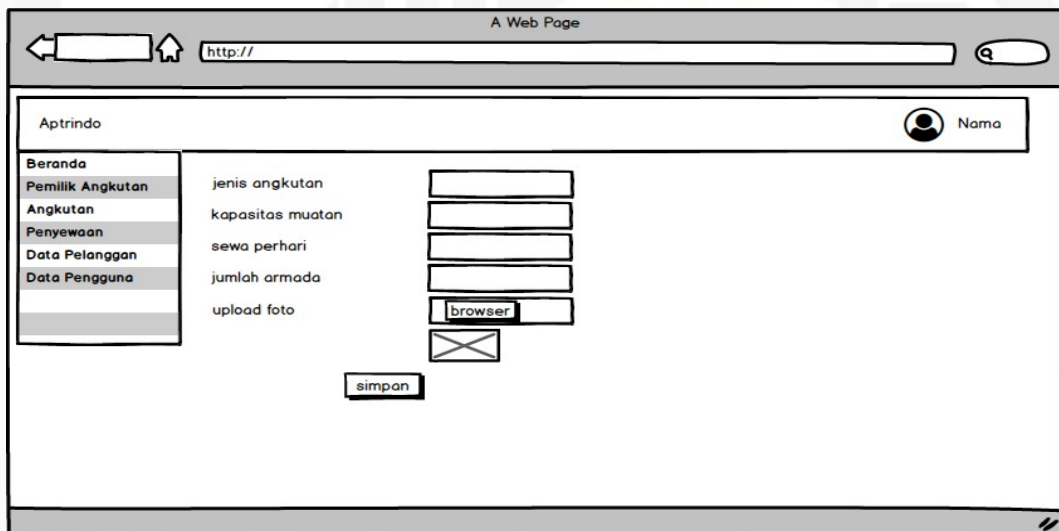 A Web Page
http://
Aptrindo
Nama
Beranda
Pemilik Angkutan
Angkutan
Penyewaan
Data Pelanggan
Data Pengguna
jenis angkutan
kapasitas muatan
sewa perhari
jumlah armada
upload foto
browser
simpan